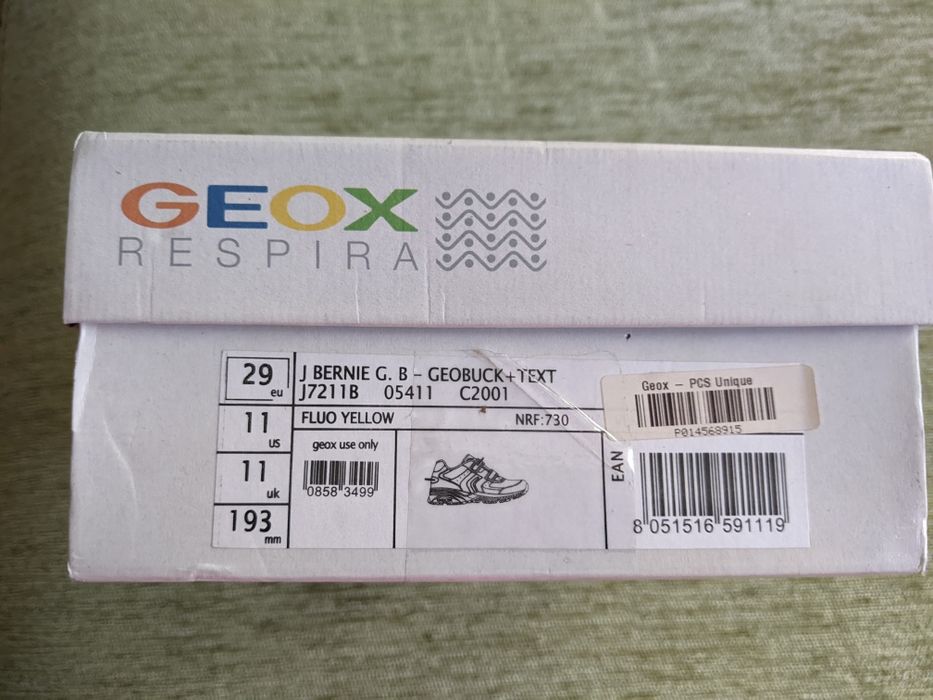 GEOX
RESPIRA
29 eu
J BERNIE G. B - GEOBUCK+TEXT
J7211B 05411 C2001
11 us
FLUO YELLOW NRF:730
geox use only
0858 3499
11 uk
193 mm
Geox - PCS Unique
P014568915
EAN
8 051516 591119